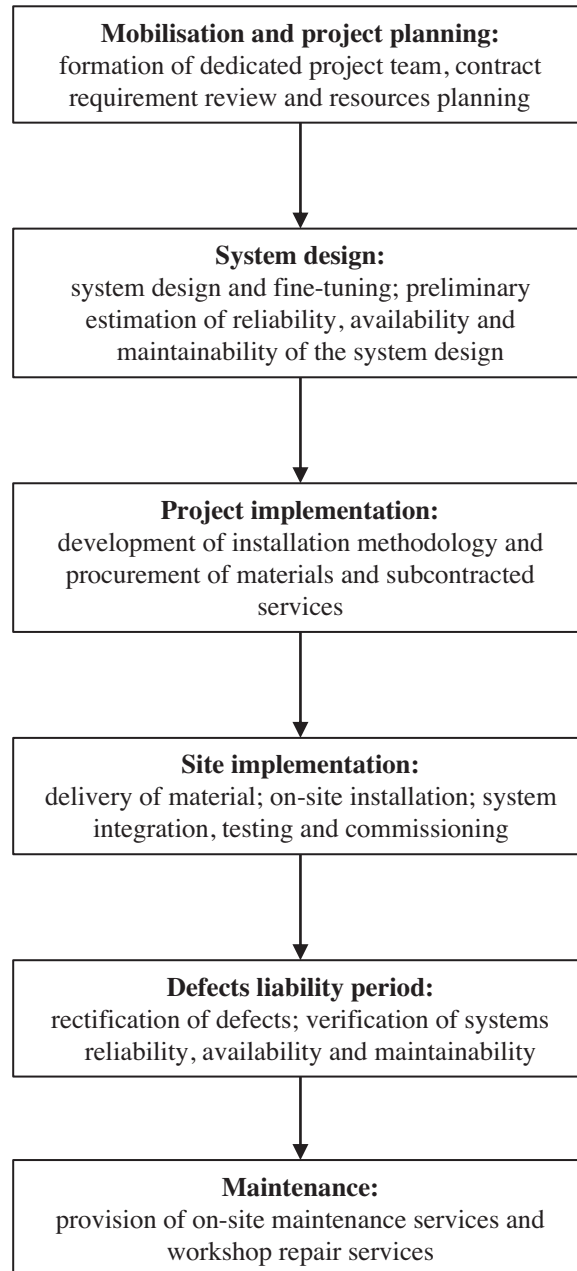 Mobilisation and project planning:
formation of dedicated project team, contract
requirement review and resources planning
System design:
system design and fine-tuning; preliminary
estimation of reliability, availability and
maintainability of the system design
Project implementation:
development of installation methodology and
procurement of materials and subcontracted
services
Site implementation:
delivery of material; on-site installation; system
integration, testing and commissioning
Defects liability period:
rectification of defects; verification of systems
reliability, availability and maintainability
Maintenance:
provision of on-site maintenance services and
workshop repair services